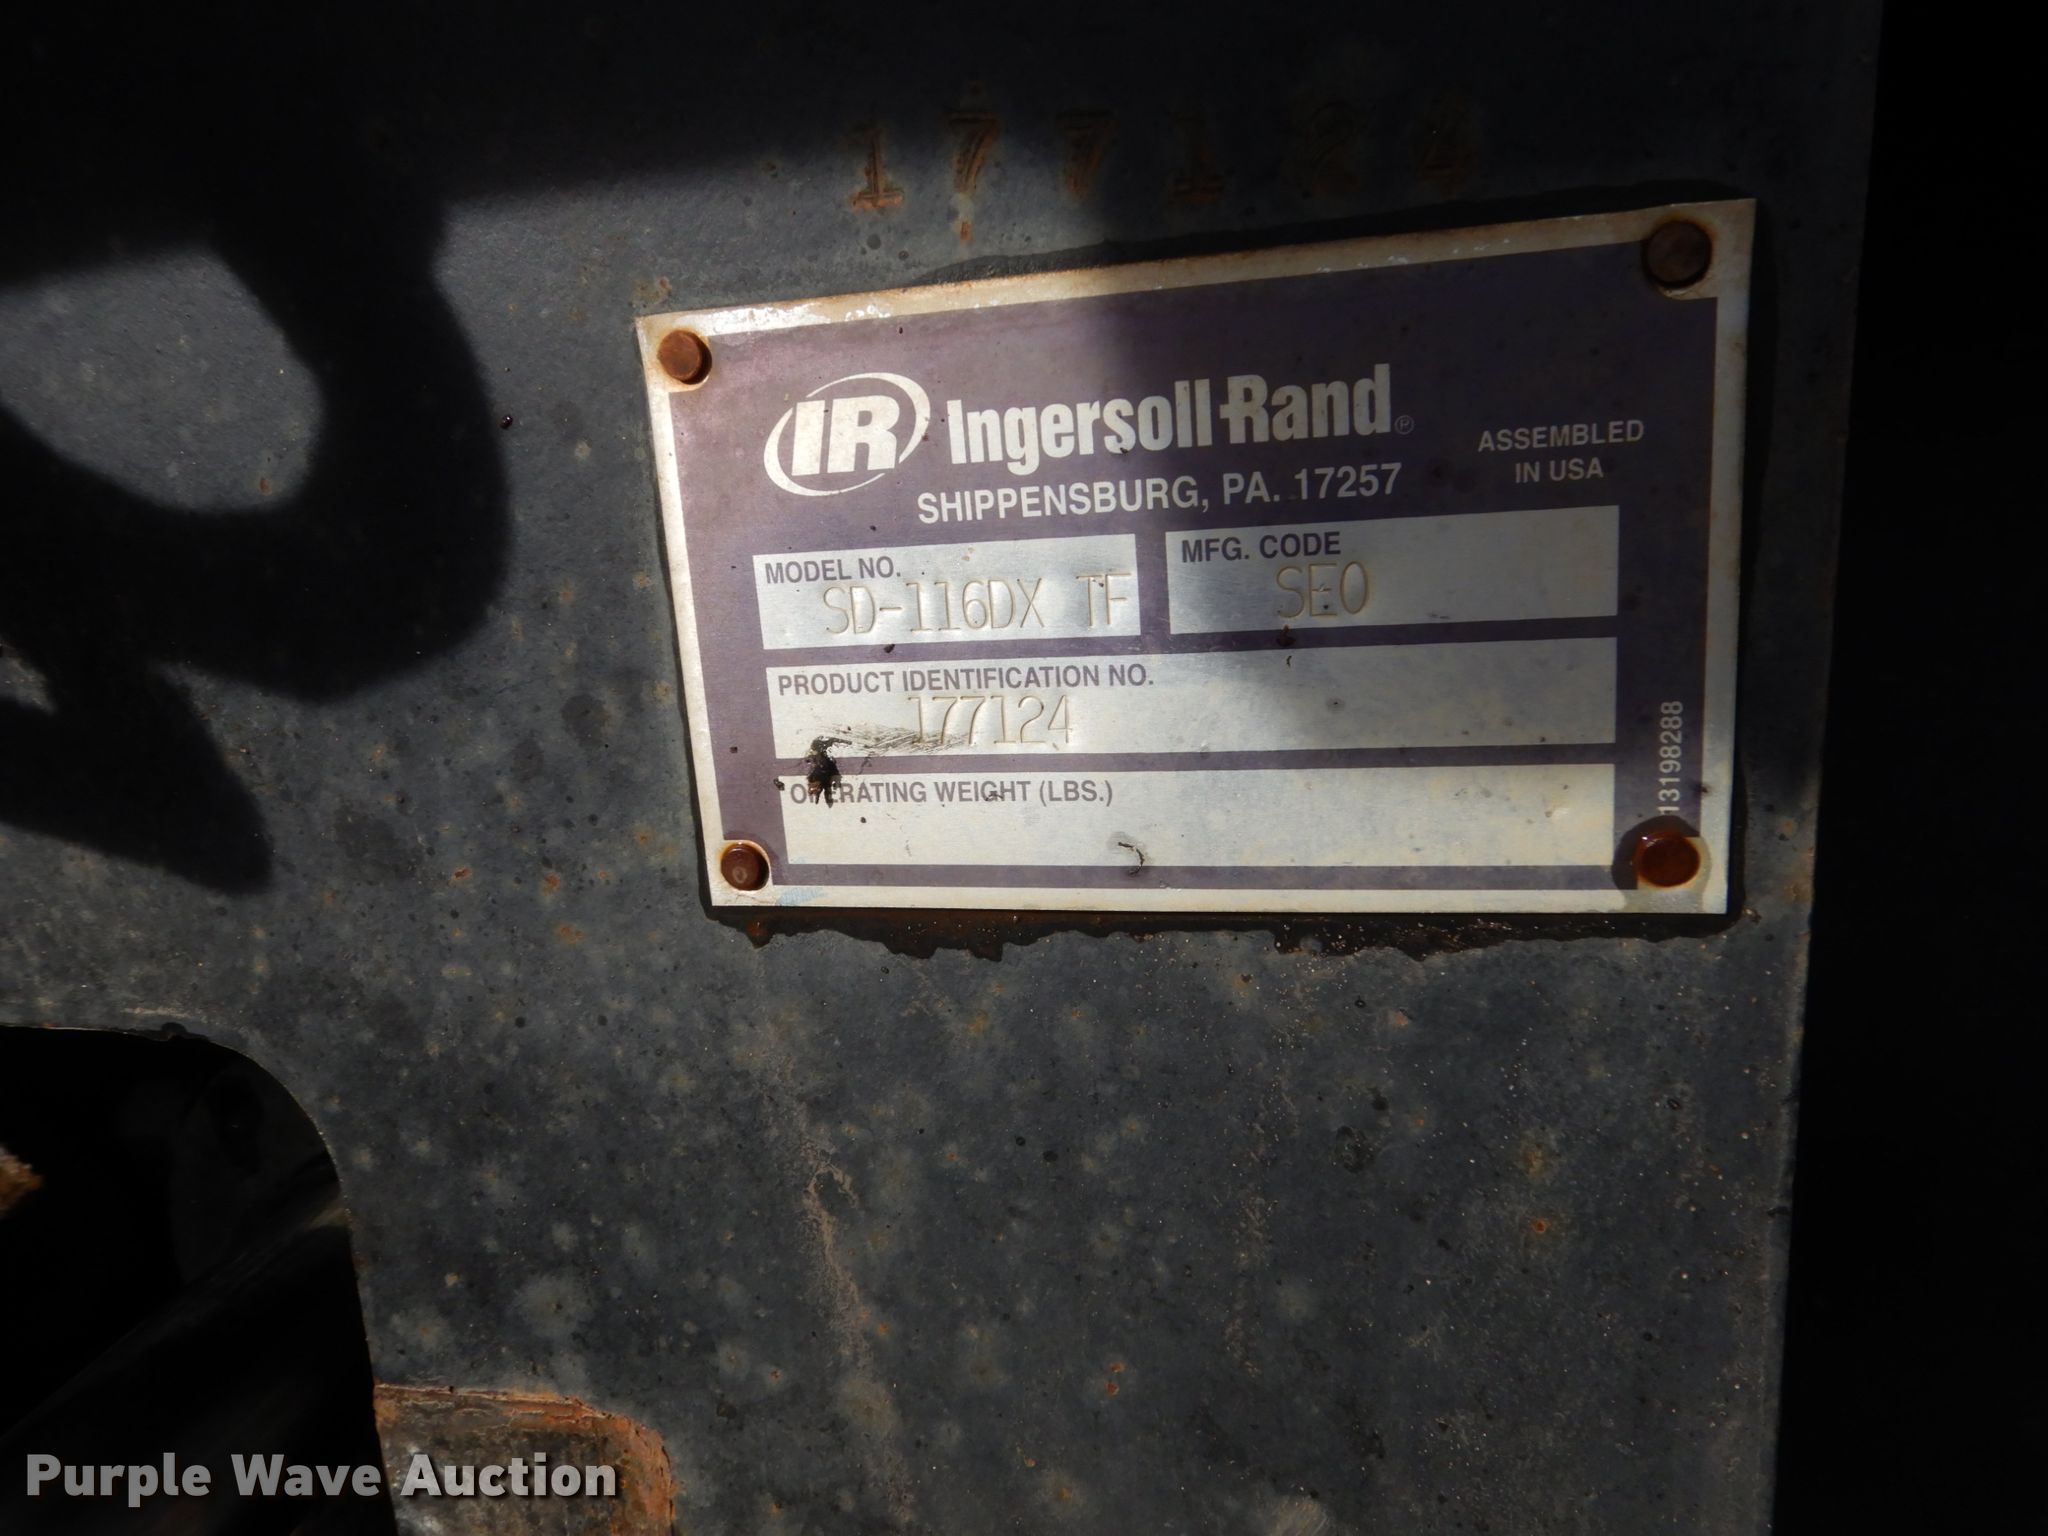 177124
IR Ingersoll-Rand®
SHIPPENSBURG, PA. 17257
ASSEMBLED
IN USA
MODEL NO.
SD-116DX TF
MFG. CODE
SEO
PRODUCT IDENTIFICATION NO.
177124
OPERATING WEIGHT (LBS.)
13198288
Purple Wave Auction